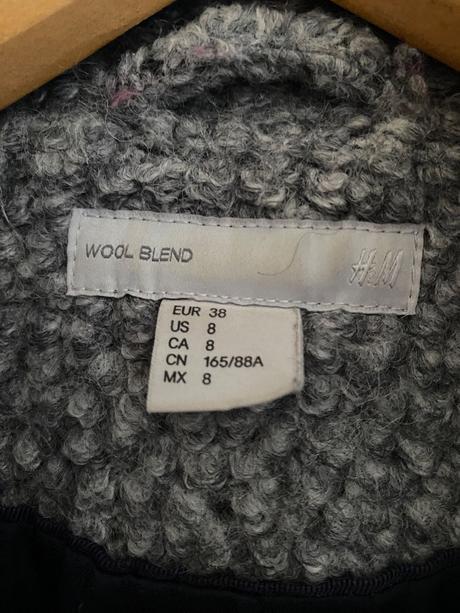 WOOL BLEND H&M
EUR 38
US 8
CA 8
CN 165/88A
MX 8